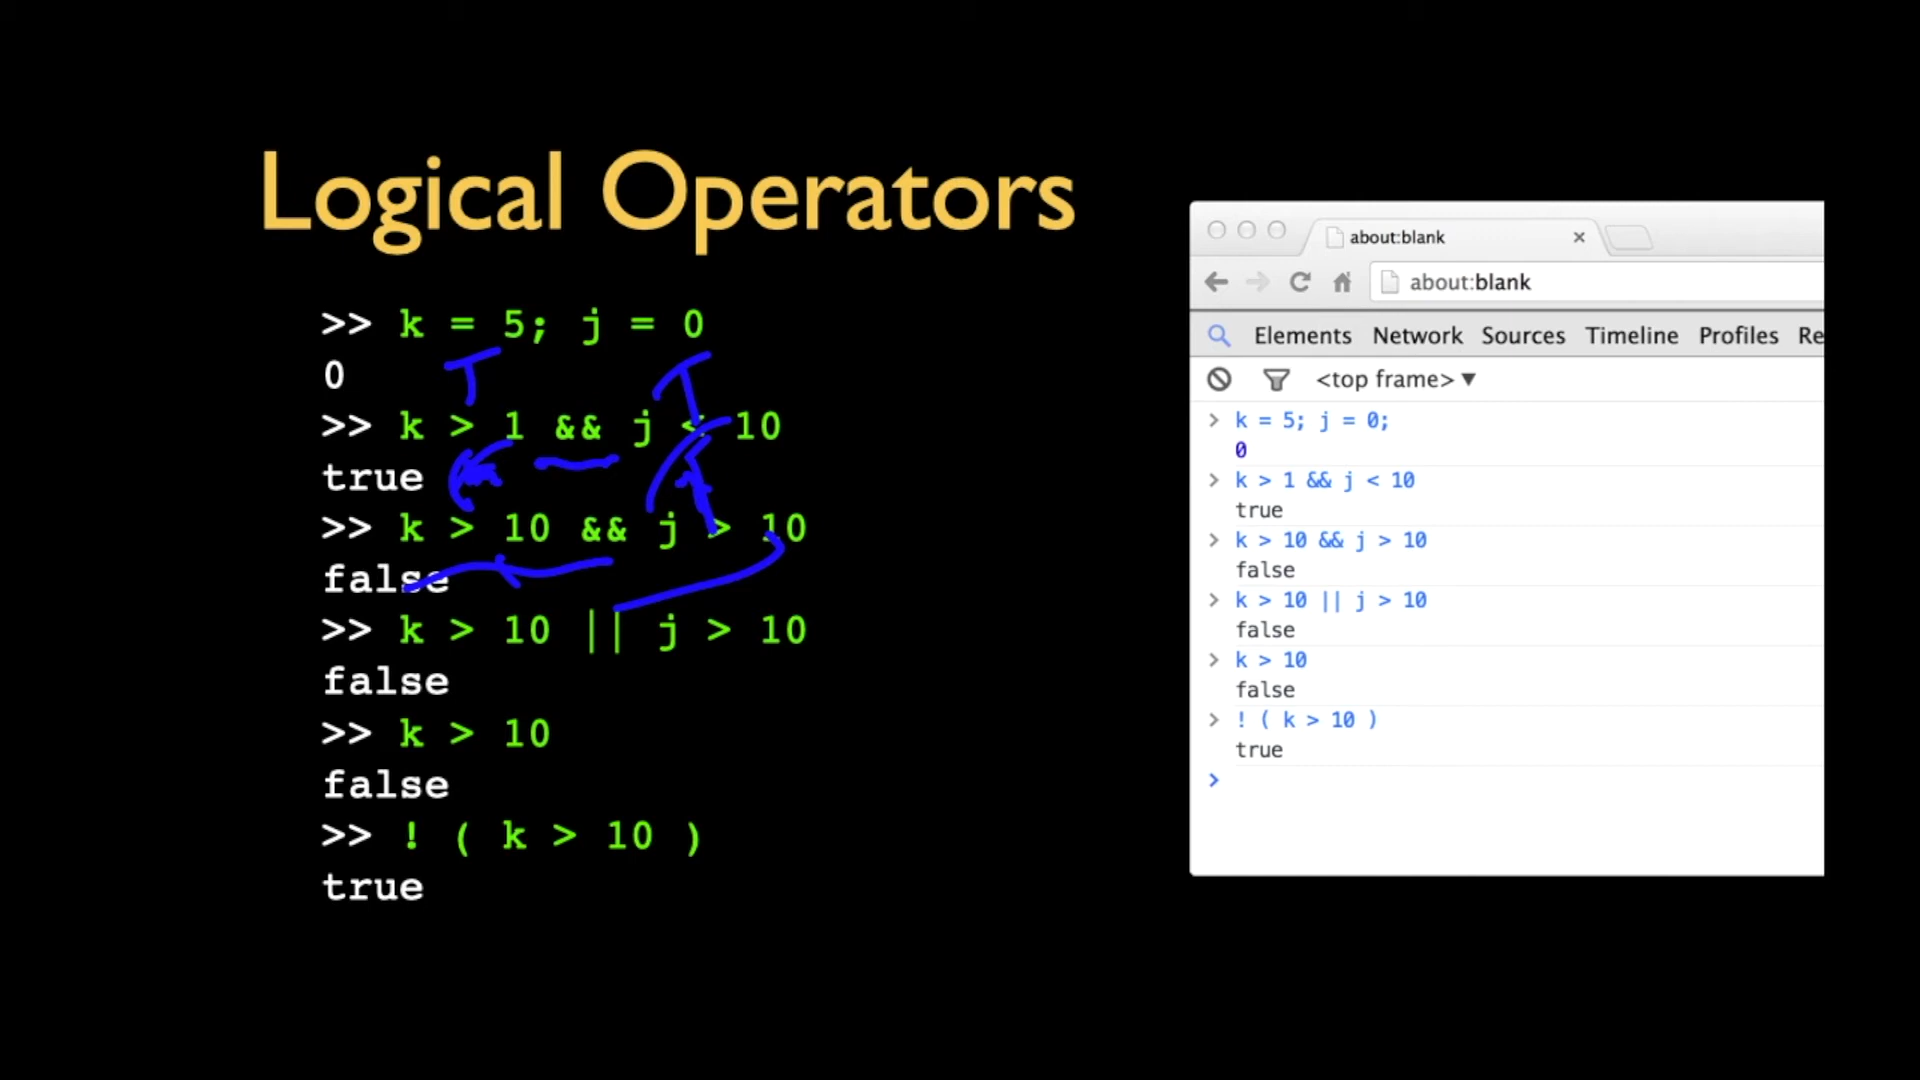 Logical Operators
>> k = 5; j = 0
0
>> k > 1 && j < 10
true
>> k > 10 && j > 10
false
>> k > 10 || j > 10
false
>> k > 10
false
>> ! ( k > 10 )
true
T
T
about:blank
about:blank
Elements Network Sources Timeline Profiles Re
<top frame> ▼
> k = 5; j = 0;
0
> k > 1 && j < 10
true
> k > 10 && j > 10
false
> k > 10 || j > 10
false
> k > 10
false
> ! ( k > 10 )
true
>